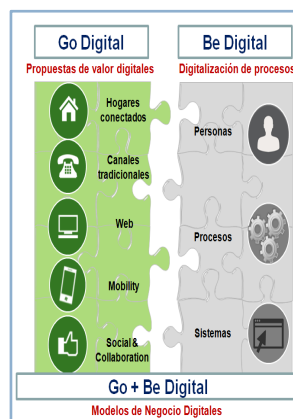 Go Digital
Propuestas de valor digitales
Hogares
conectados
Canales
tradicionales
Web
Mobility
Social &
Collaboration
Be Digital
Digitalización de procesos
Personas
Procesos
Sistemas
Go + Be Digital
Modelos de Negocio Digitales